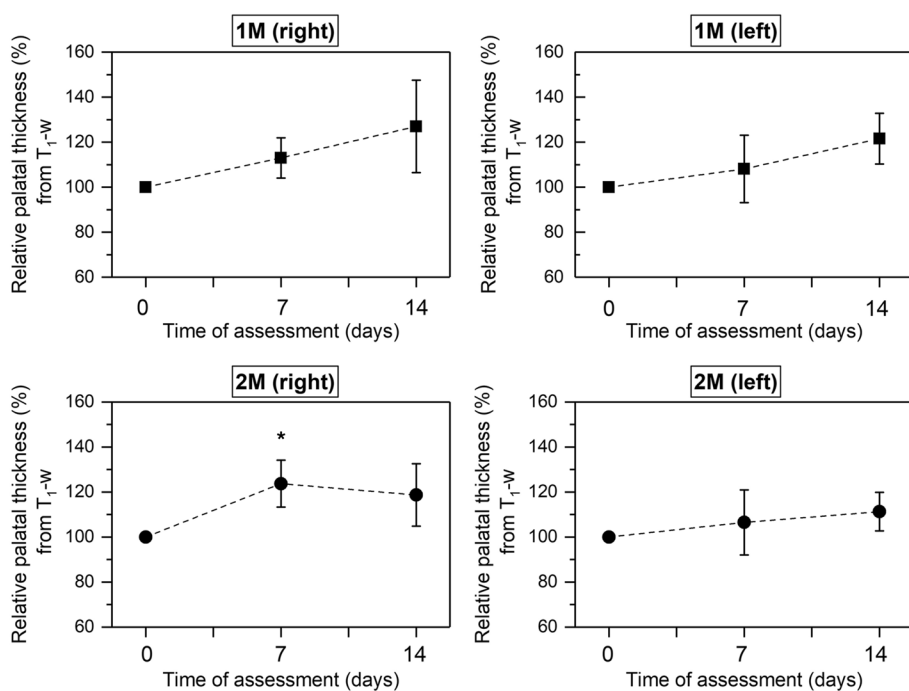 1M (right)
160
140
120
100
80
60
Relative palatal thickness (%)
from T₁-w
0
7
14
Time of assessment (days)
1M (left)
160
140
120
100
80
60
Relative palatal thickness (%)
from T₁-w
0
7
14
Time of assessment (days)
2M (right)
160
140
120
100
80
60
Relative palatal thickness (%)
from T₁-w
*
0
7
14
Time of assessment (days)
2M (left)
160
140
120
100
80
60
Relative palatal thickness (%)
from T₁-w
0
7
14
Time of assessment (days)